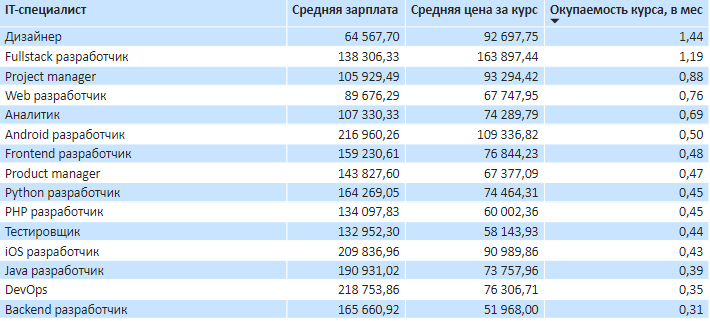 IT-специалист Средняя зарплата Средняя цена за курс Окупаемость курса, в мес
Дизайнер 64 567,70 92 697,75 1,44
Fullstack разработчик 138 306,33 163 897,44 1,19
Project manager 105 929,49 93 294,42 0,88
Web разработчик 89 676,29 67 747,95 0,76
Аналитик 107 330,33 74 289,79 0,69
Android разработчик 216 960,26 109 336,82 0,50
Frontend разработчик 159 230,61 76 844,23 0,48
Product manager 143 827,60 67 377,09 0,47
Python разработчик 164 269,05 74 464,31 0,45
PHP разработчик 134 097,83 60 002,36 0,45
Тестировщик 132 952,30 58 143,93 0,44
iOS разработчик 209 836,96 90 989,86 0,43
Java разработчик 190 931,02 73 757,96 0,39
DevOps 218 753,86 76 306,71 0,35
Backend разработчик 165 660,92 51 968,00 0,31